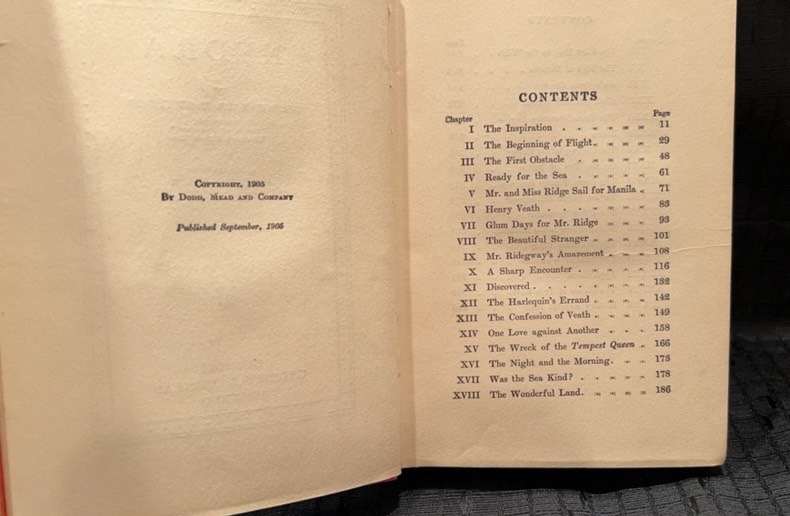 Copyright, 1905
By Dodd, Mead and Company
Published September, 1905
CONTENTS
Chapter Page
I The Inspiration . . . . . . 11
II The Beginning of Flight . . . . 29
III The First Obstacle . . . . . 48
IV Ready for the Sea . . . . . 61
V Mr. and Miss Ridge Sail for Manila . 71
VI Henry Veath . . . . . . . 83
VII Glum Days for Mr. Ridge . . . . 93
VIII The Beautiful Stranger . . . . 101
IX Mr. Ridgeway's Amazement . . . . 108
X A Sharp Encounter . . . . . 116
XI Discovered . . . . . . . 132
XII The Harlequin's Errand . . . . 142
XIII The Confession of Veath . . . . 149
XIV One Love against Another . . . 158
XV The Wreck of the Tempest Queen . 166
XVI The Night and the Morning . . . 173
XVII Was the Sea Kind? . . . . . 178
XVIII The Wonderful Land . . . . . 186